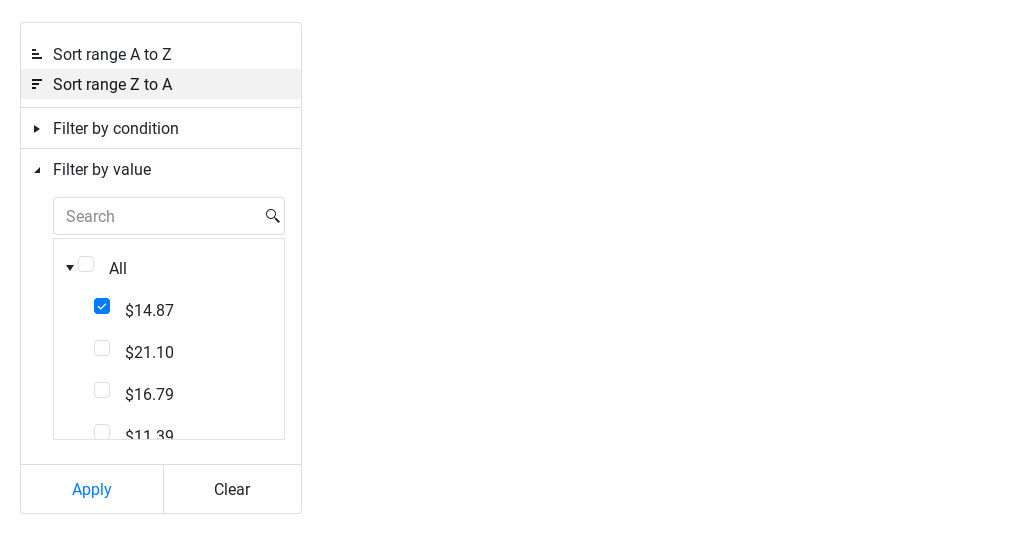 Sort range A to Z
Sort range Z to A
Filter by condition
Filter by value
Search
All
$14.87
$21.10
$16.79
$11.39
Apply
Clear